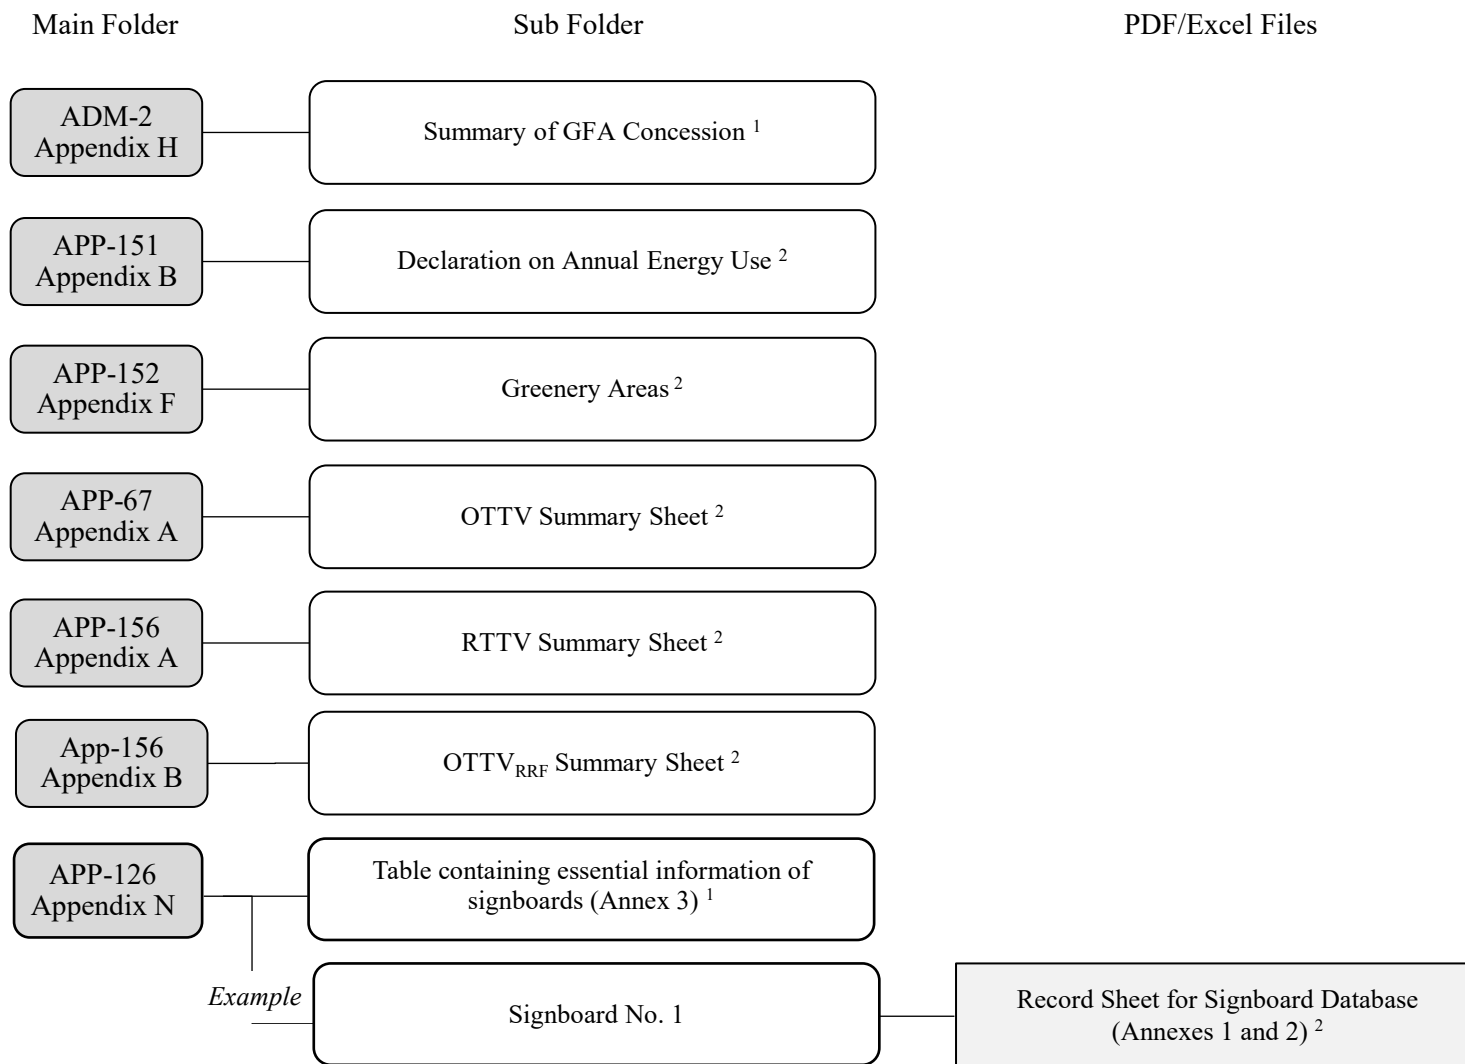 Main Folder
Sub Folder
PDF/Excel Files
ADM-2
Appendix H
Summary of GFA Concession ¹
APP-151
Appendix B
Declaration on Annual Energy Use ²
APP-152
Appendix F
Greenery Areas ²
APP-67
Appendix A
OTTV Summary Sheet ²
APP-156
Appendix A
RTTV Summary Sheet ²
App-156
Appendix B
OTTV_RRF Summary Sheet ²
APP-126
Appendix N
Table containing essential information of
signboards (Annex 3) ¹
Example
Signboard No. 1
Record Sheet for Signboard Database
(Annexes 1 and 2) ²